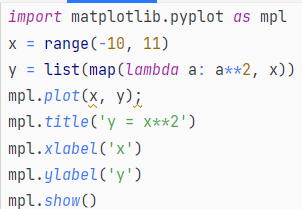 import matplotlib.pyplot as mpl
x = range(-10, 11)
y = list(map(lambda a: a**2, x))
mpl.plot(x, y);
mpl.title('y = x**2')
mpl.xlabel('x')
mpl.ylabel('y')
mpl.show()